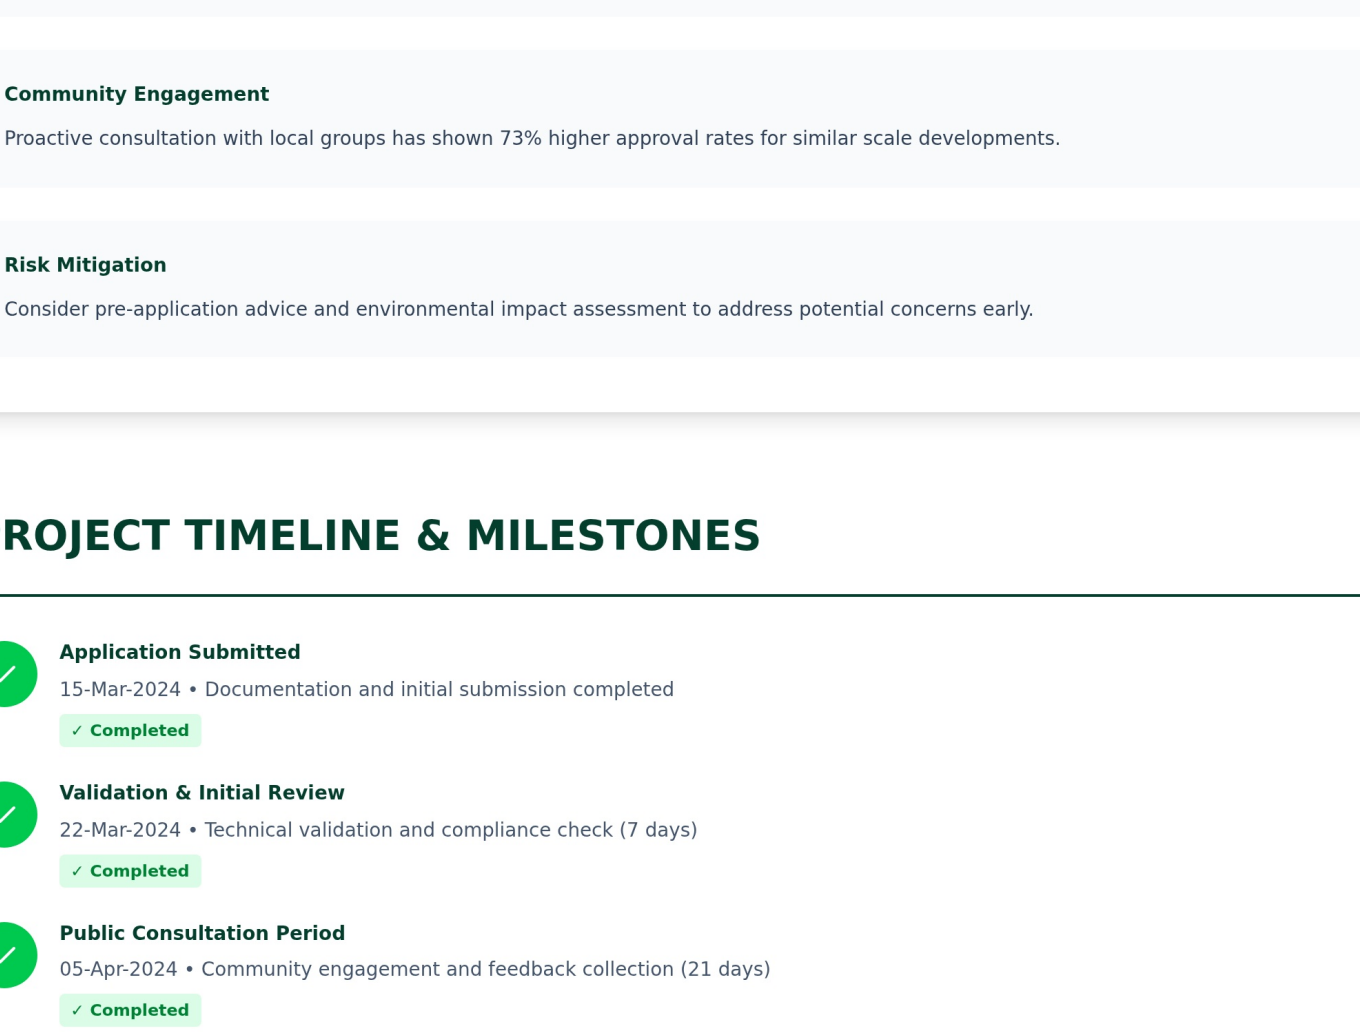 Community Engagement
Proactive consultation with local groups has shown 73% higher approval rates for similar scale developments.
Risk Mitigation
Consider pre-application advice and environmental impact assessment to address potential concerns early.
ROJECT TIMELINE & MILESTONES
Application Submitted
15-Mar-2024 • Documentation and initial submission completed
✓ Completed
Validation & Initial Review
22-Mar-2024 • Technical validation and compliance check (7 days)
✓ Completed
Public Consultation Period
05-Apr-2024 • Community engagement and feedback collection (21 days)
✓ Completed